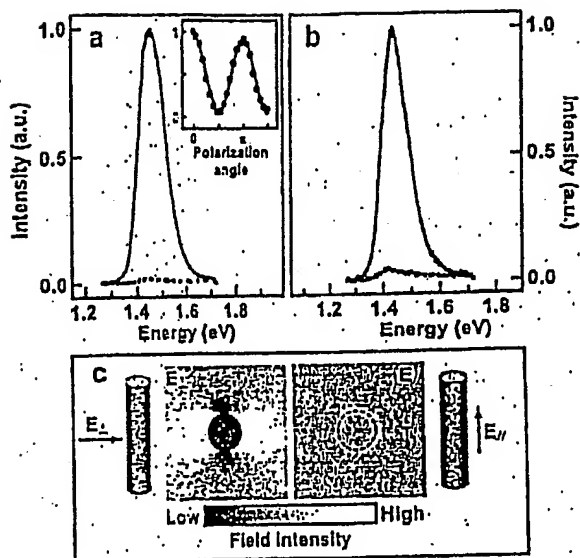 a
b
1.0
0.5
0.0
Intensity (a.u.)
1.2 1.4 1.6 1.8
Energy (eV)
0 π
Polarization
angle
1.0
0.5
0.0
Intensity (a.u.)
1.2 1.4 1.6 1.8
Energy (eV)
c
E⊥
E//
Low High
Field Intensity